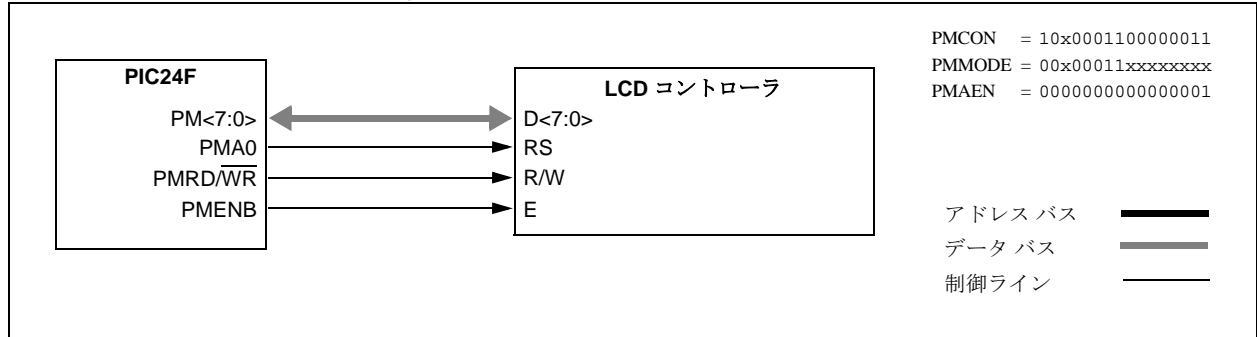 PMCON = 10x0001100000011
PMMODE = 00x00011xxxxxxxx
PMAEN = 0000000000000001
PIC24F
PM<7:0>
PMA0
PMRD/WR
PMENB
LCD コントローラ
D<7:0>
RS
R/W
E
アドレス バス
データ バス
制御ライン